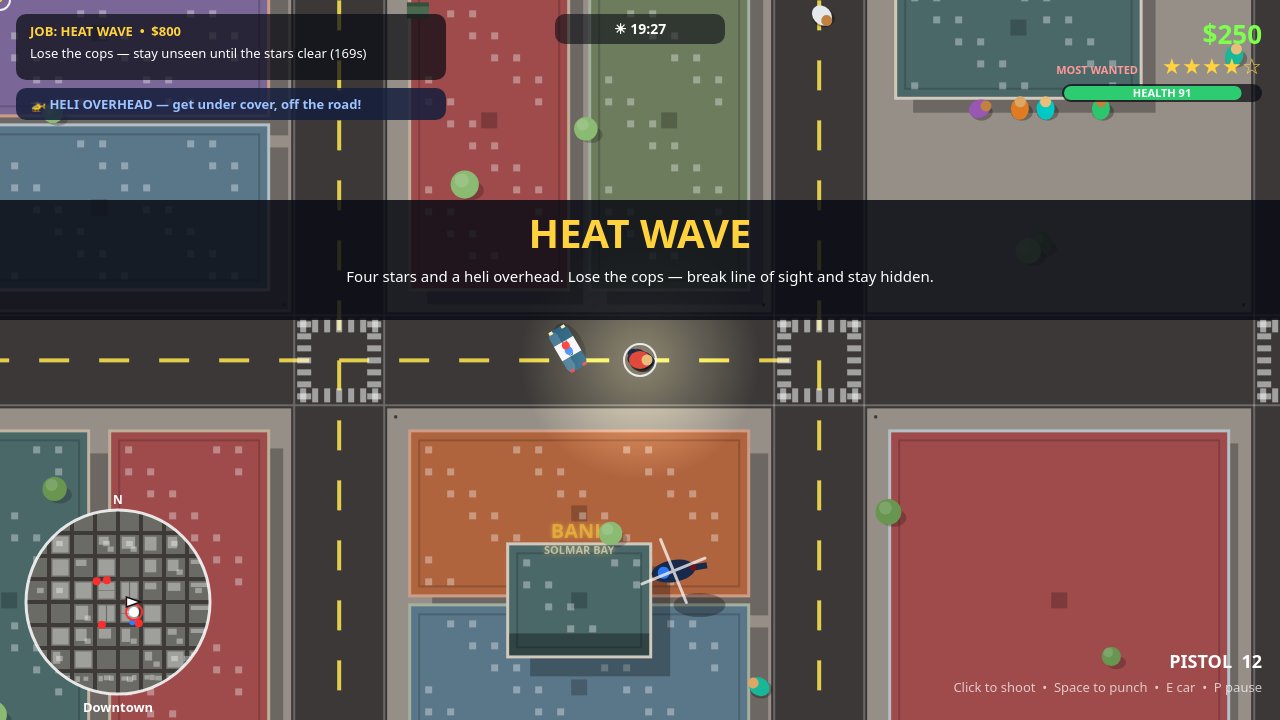 JOB: HEAT WAVE • $800
Lose the cops — stay unseen until the stars clear (169s)
🚁 HELI OVERHEAD — get under cover, off the road!
☀ 19:27
$250
MOST WANTED ★★★★☆
HEALTH 91
HEAT WAVE
Four stars and a heli overhead. Lose the cops — break line of sight and stay hidden.
SOLMAR BAY
N
Downtown
PISTOL 12
Click to shoot • Space to punch • E car • P pause